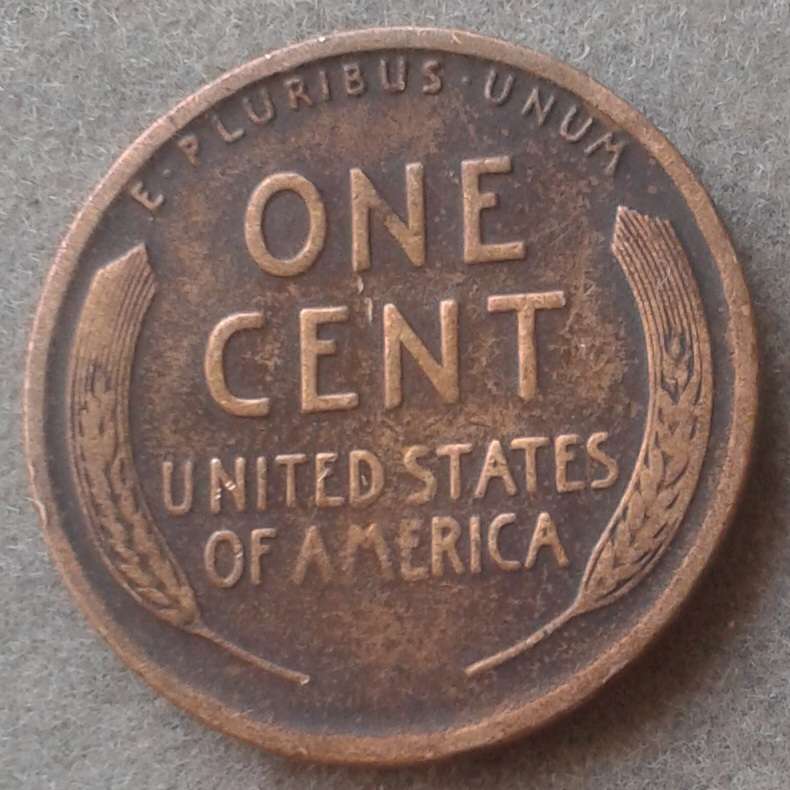 E·PLURIBUS·UNUM
ONE
CENT
UNITED STATES
OF AMERICA